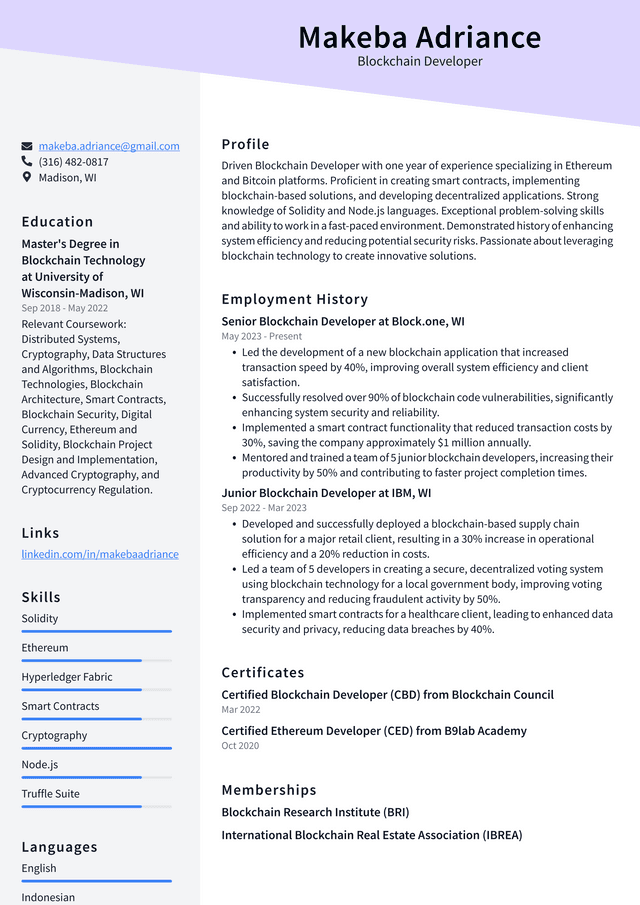 Makeba Adriance
Blockchain Developer
makeba.adriance@gmail.com
(316) 482-0817
Madison, WI
Education
Master's Degree in
Blockchain Technology
at University of
Wisconsin-Madison, WI
Sep 2018 - May 2022
Relevant Coursework:
Distributed Systems,
Cryptography, Data Structures
and Algorithms, Blockchain
Technologies, Blockchain
Architecture, Smart Contracts,
Blockchain Security, Digital
Currency, Ethereum and
Solidity, Blockchain Project
Design and Implementation,
Advanced Cryptography, and
Cryptocurrency Regulation.
Links
linkedin.com/in/makebaadriance
Skills
Solidity
Ethereum
Hyperledger Fabric
Smart Contracts
Cryptography
Node.js
Truffle Suite
Languages
English
Indonesian
Profile
Driven Blockchain Developer with one year of experience specializing in Ethereum
and Bitcoin platforms. Proficient in creating smart contracts, implementing
blockchain-based solutions, and developing decentralized applications. Strong
knowledge of Solidity and Node.js languages. Exceptional problem-solving skills
and ability to work in a fast-paced environment. Demonstrated history of enhancing
system efficiency and reducing potential security risks. Passionate about leveraging
blockchain technology to create innovative solutions.
Employment History
Senior Blockchain Developer at Block.one, WI
May 2023 - Present
• Led the development of a new blockchain application that increased
transaction speed by 40%, improving overall system efficiency and client
satisfaction.
• Successfully resolved over 90% of blockchain code vulnerabilities, significantly
enhancing system security and reliability.
• Implemented a smart contract functionality that reduced transaction costs by
30%, saving the company approximately $1 million annually.
• Mentored and trained a team of 5 junior blockchain developers, increasing their
productivity by 50% and contributing to faster project completion times.
Junior Blockchain Developer at IBM, WI
Sep 2022 - Mar 2023
• Developed and successfully deployed a blockchain-based supply chain
solution for a major retail client, resulting in a 30% increase in operational
efficiency and a 20% reduction in costs.
• Led a team of 5 developers in creating a secure, decentralized voting system
using blockchain technology for a local government body, improving voting
transparency and reducing fraudulent activity by 50%.
• Implemented smart contracts for a healthcare client, leading to enhanced data
security and privacy, reducing data breaches by 40%.
Certificates
Certified Blockchain Developer (CBD) from Blockchain Council
Mar 2022
Certified Ethereum Developer (CED) from B9lab Academy
Oct 2020
Memberships
Blockchain Research Institute (BRI)
International Blockchain Real Estate Association (IBREA)